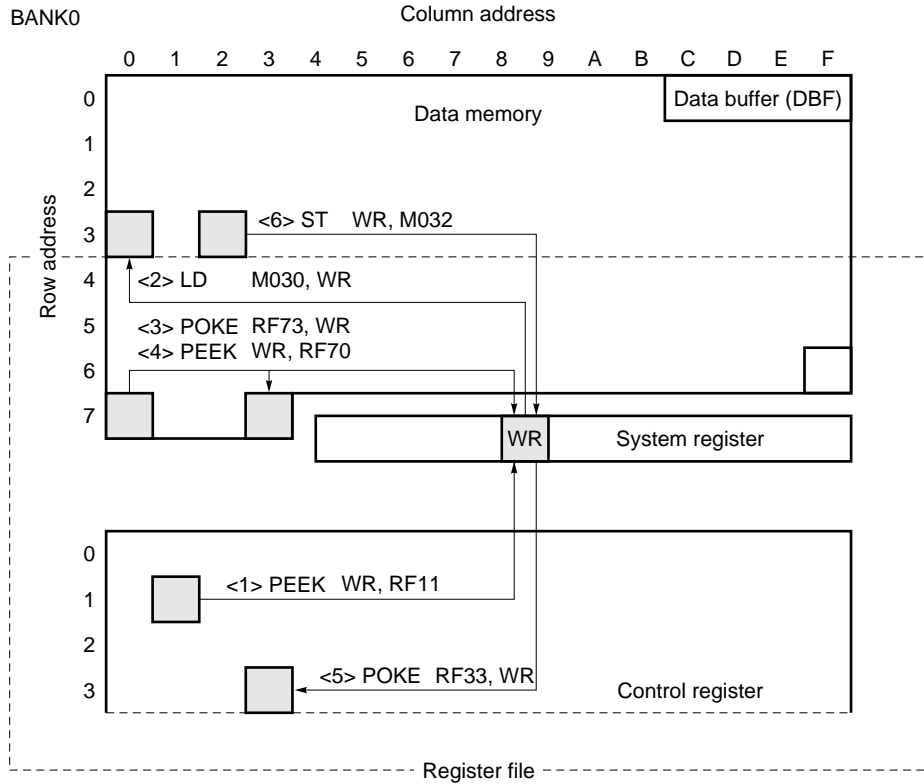 BANK0
Column address
0 1 2 3 4 5 6 7 8 9 A B C D E F
Row address
0
Data memory
Data buffer (DBF)
1
2
3
<6> ST WR, M032
4
<2> LD M030, WR
5
<3> POKE RF73, WR
<4> PEEK WR, RF70
6
7
WR
System register
0
1
<1> PEEK WR, RF11
2
3
<5> POKE RF33, WR
Control register
Register file